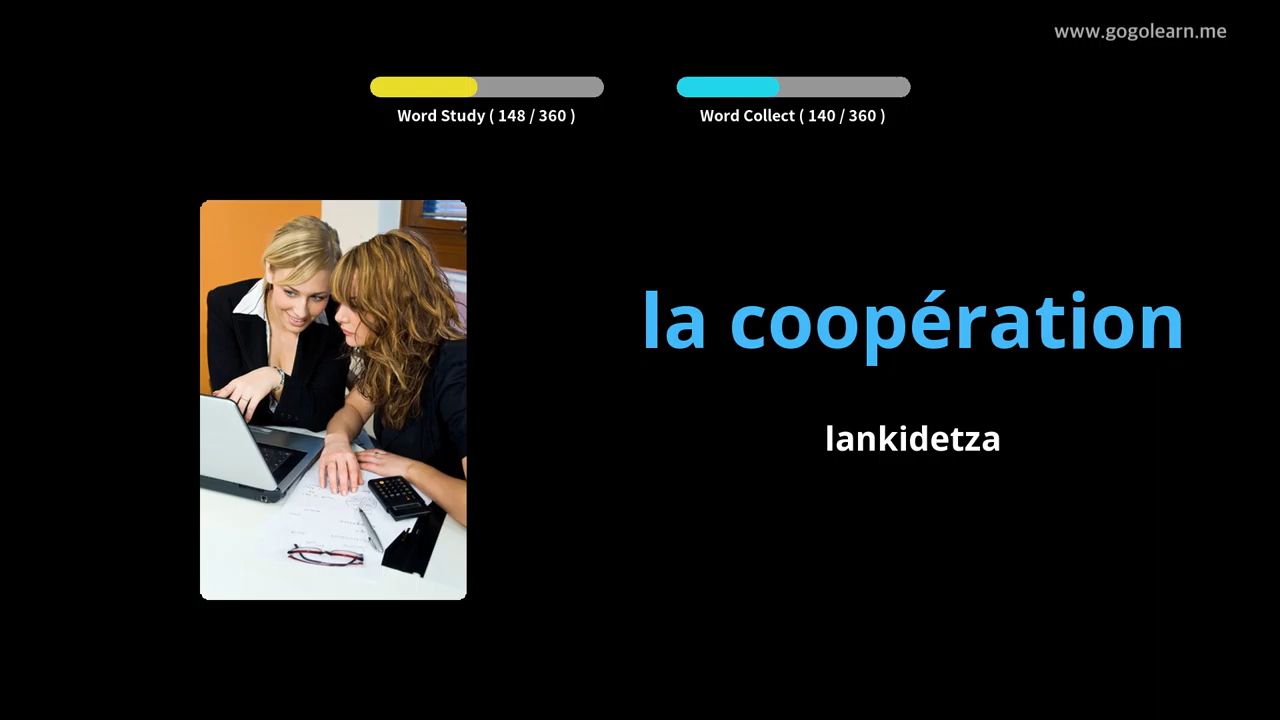 www.gogolearn.me
Word Study ( 148 / 360 )
Word Collect ( 140 / 360 )
la coopération
lankidetza